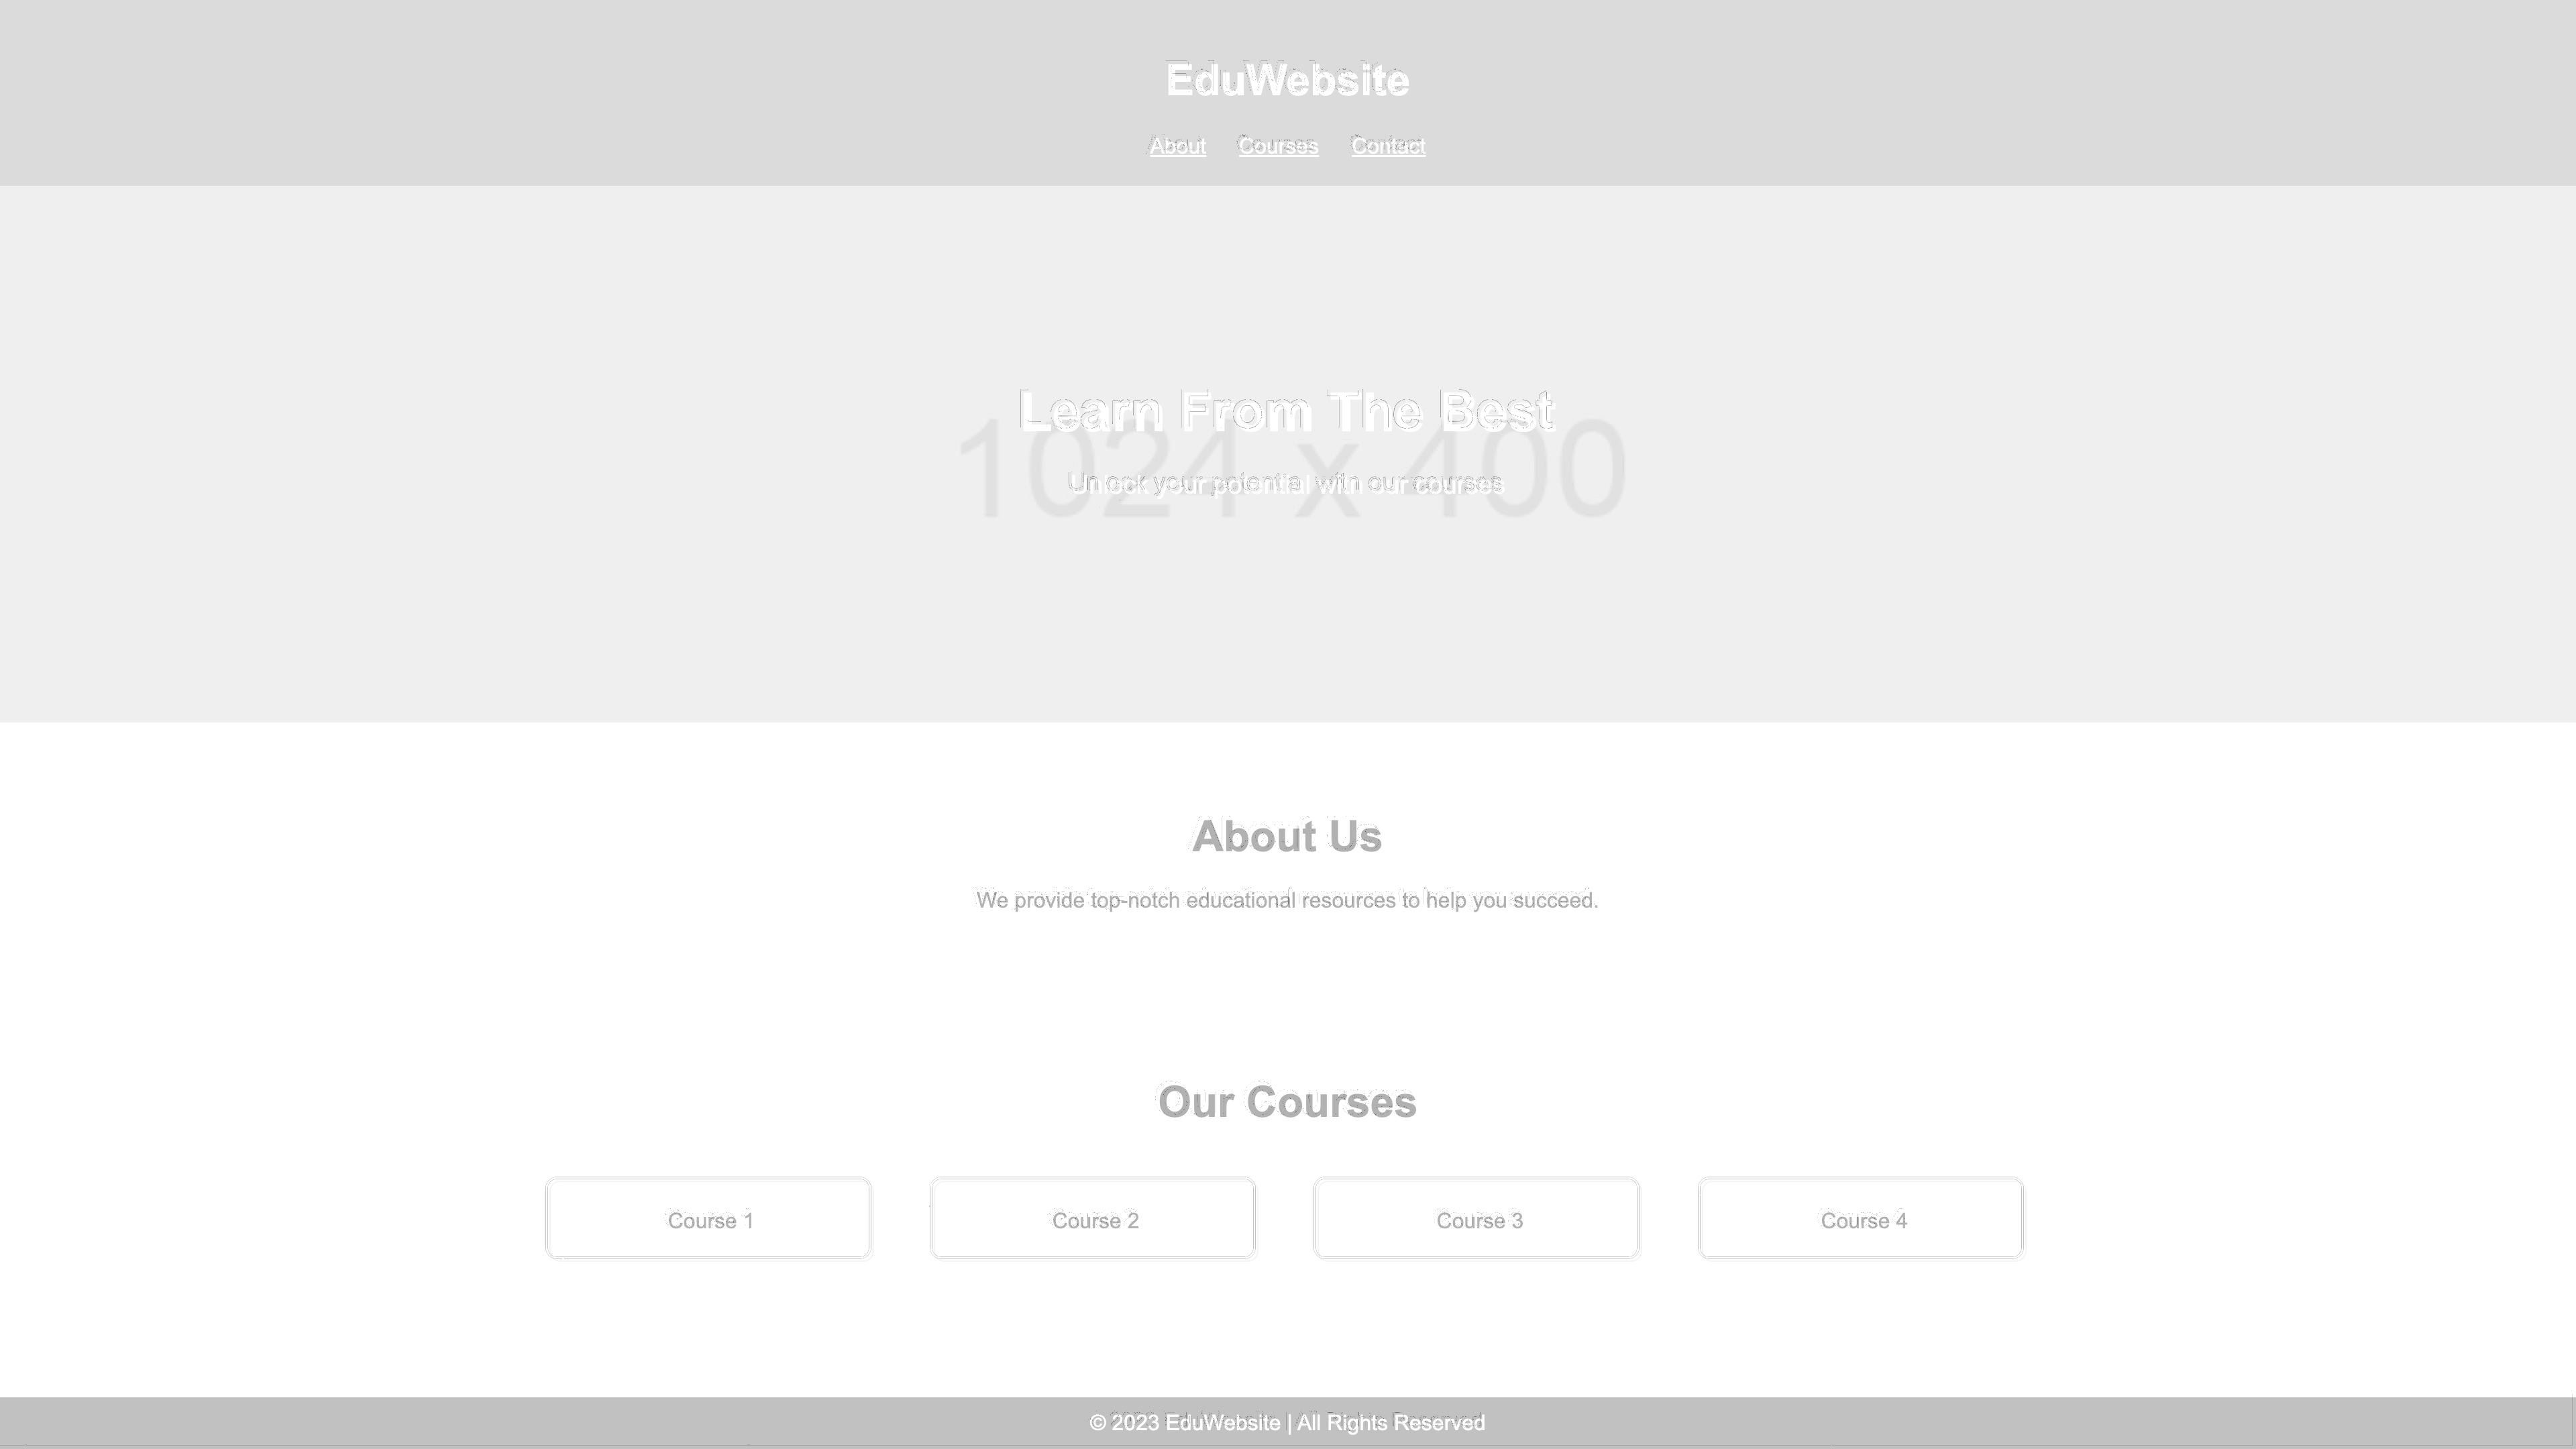 EduWebsite
About Courses Contact
Learn From The Best
1024 x 400
Unlock your potential with our courses
About Us
We provide top-notch educational resources to help you succeed.
Our Courses
Course 1 Course 2 Course 3 Course 4
© 2023 EduWebsite | All Rights Reserved